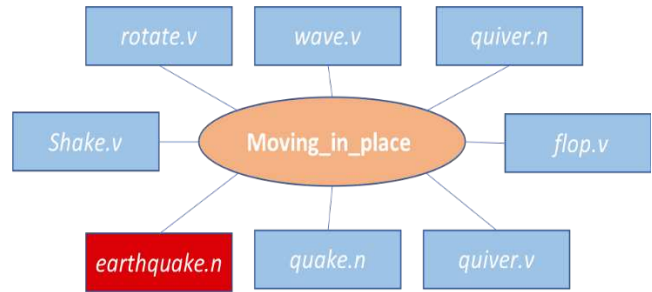 rotate.v
wave.v
quiver.n
Shake.v
Moving_in_place
flop.v
earthquake.n
quake.n
quiver.v